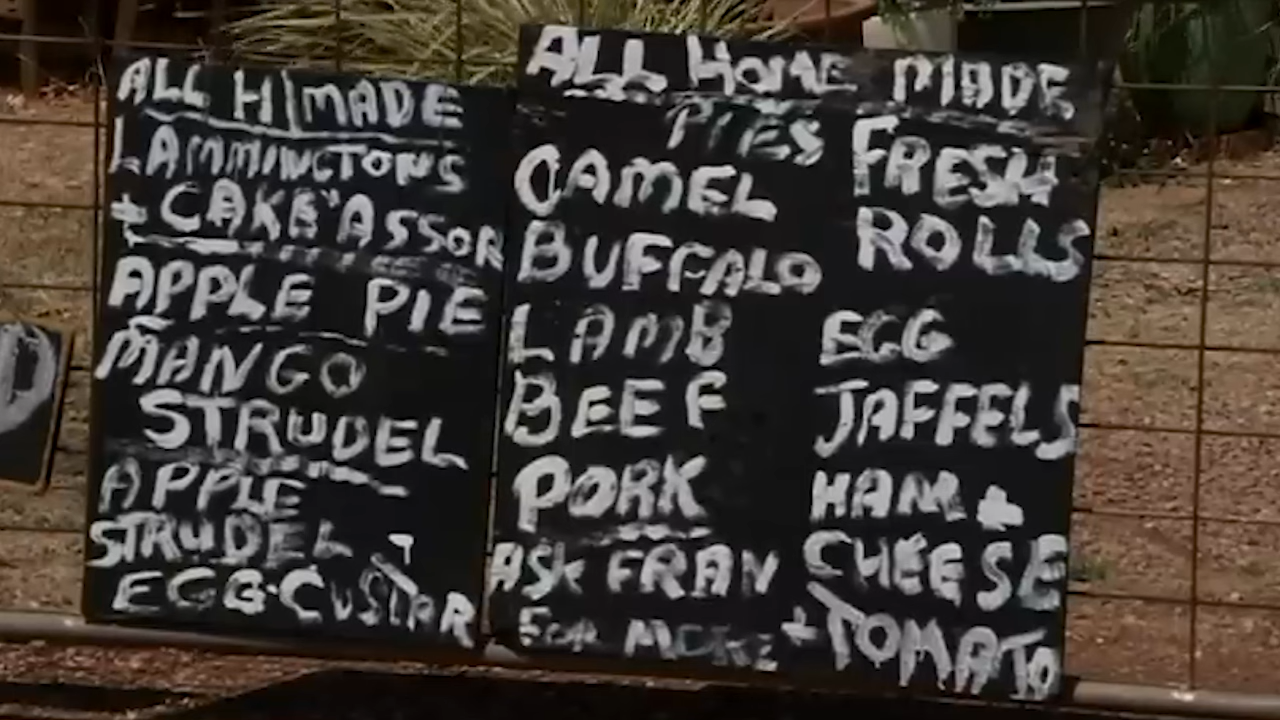 ALL H/MADE
LAMMINGTONS
+ CAKE ASSOR
APPLE PIE
MANGO
STRUDEL
APPLE
STRUDEL
EGG-CUSTAR
ALL HOME MADE
PIES
CAMEL
BUFFALO
LAMB
BEEF
PORK
ASK FRAN
FOR MORE
FRESH
ROLLS
EGG
JAFFELS
HAM +
CHEESE
+ TOMATO